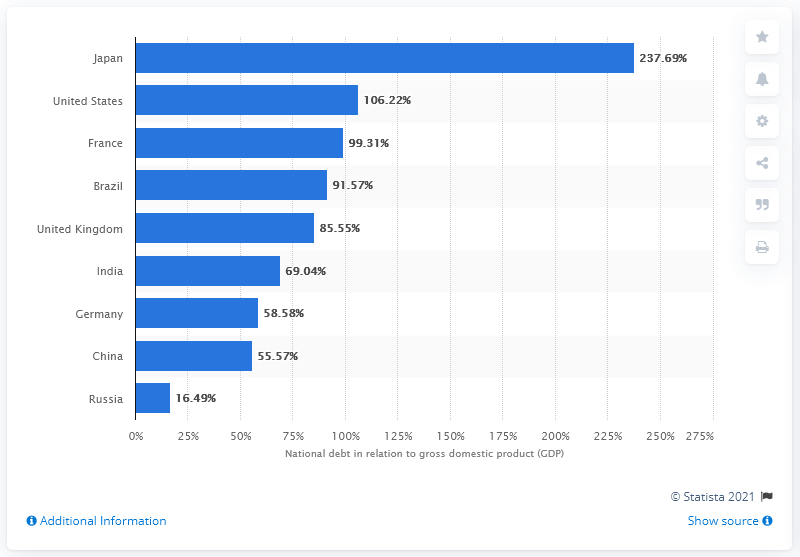 Japan 237.69%
United States 106.22%
France 99.31%
Brazil 91.57%
United Kingdom 85.55%
India 69.04%
Germany 58.58%
China 55.57%
Russia 16.49%
0% 25% 50% 75% 100% 125% 150% 175% 200% 225% 250% 275%
National debt in relation to gross domestic product (GDP)
© Statista 2021
Additional Information Show source